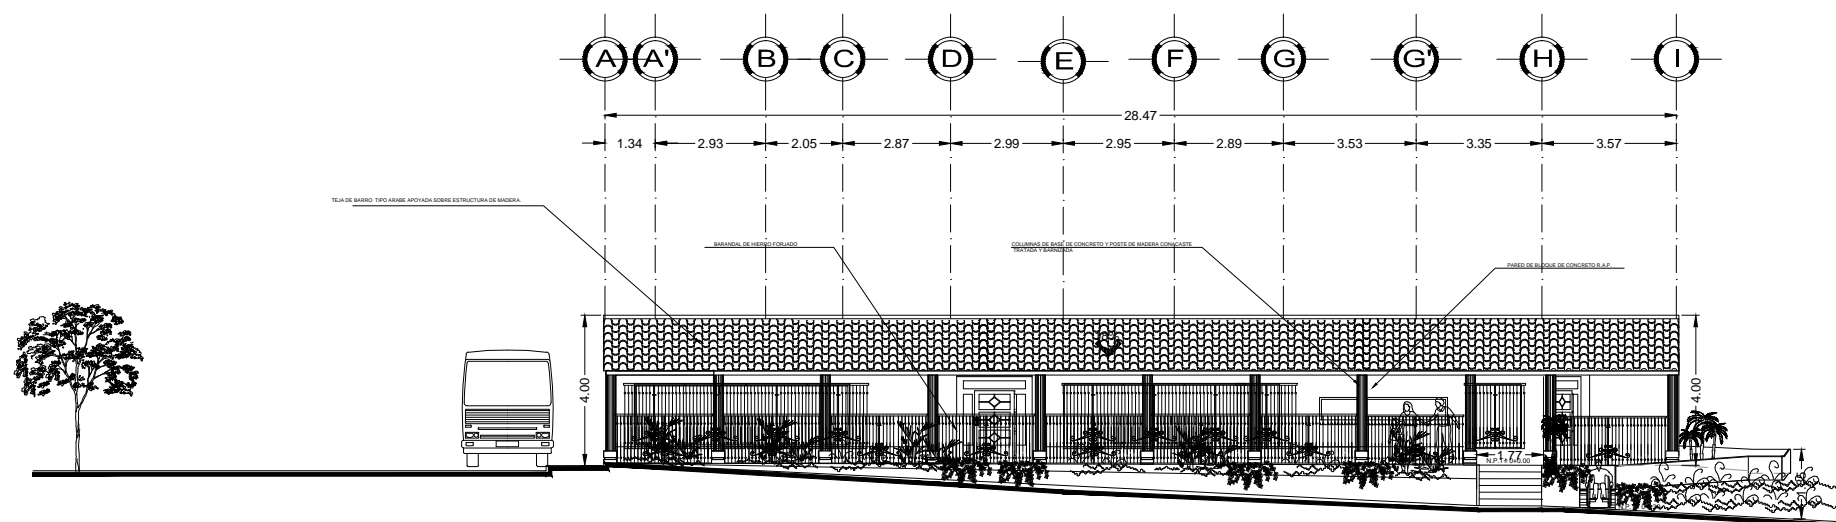 A A' B C D E F G G' H I
28.47
1.34 2.93 2.05 2.87 2.99 2.95 2.89 3.53 3.35 3.57
TEJA DE BARRO TIPO ARABE APOYADA SOBRE ESTRUCTURA DE MADERA.
BARANDAL DE HIERRO FORJADO
COLUMNAS DE BASE DE CONCRETO Y POSTE DE MADERA CONACASTE
TRATADA Y BARNIZADA
PARED DE BLOQUE DE CONCRETO R.A.P.
4.00
4.00
1.77
N.P.T± 0+0.00